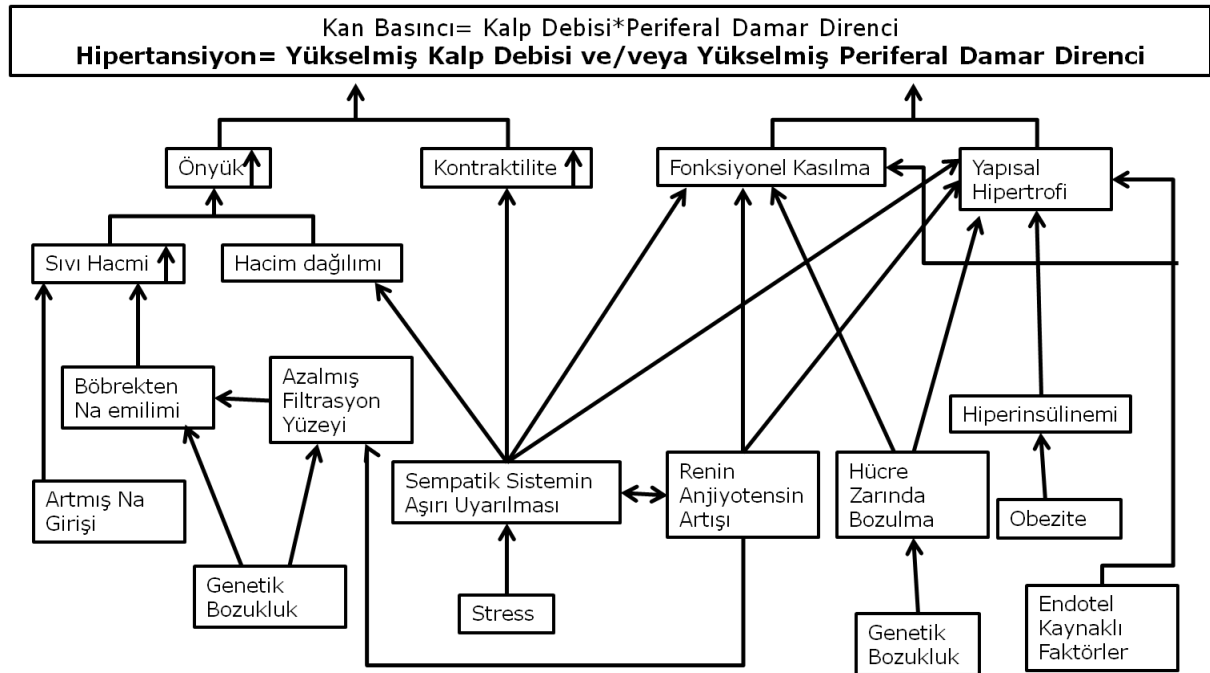 Kan Basıncı= Kalp Debisi*Periferal Damar Direnci
Hipertansiyon= Yükselmiş Kalp Debisi ve/veya Yükselmiş Periferal Damar Direnci
Önyük
Kontraktilite
Fonksiyonel Kasılma
Yapısal
Hipertrofi
Sıvı Hacmi
Hacim dağılımı
Böbrekten
Na emilimi
Azalmış
Filtrasyon
Yüzeyi
Hiperinsülinemi
Artmış Na
Girişi
Sempatik Sistemin
Aşırı Uyarılması
Renin
Anjiyotensin
Artışı
Hücre
Zarında
Bozulma
Obezite
Genetik
Bozukluk
Stress
Genetik
Bozukluk
Endotel
Kaynaklı
Faktörler